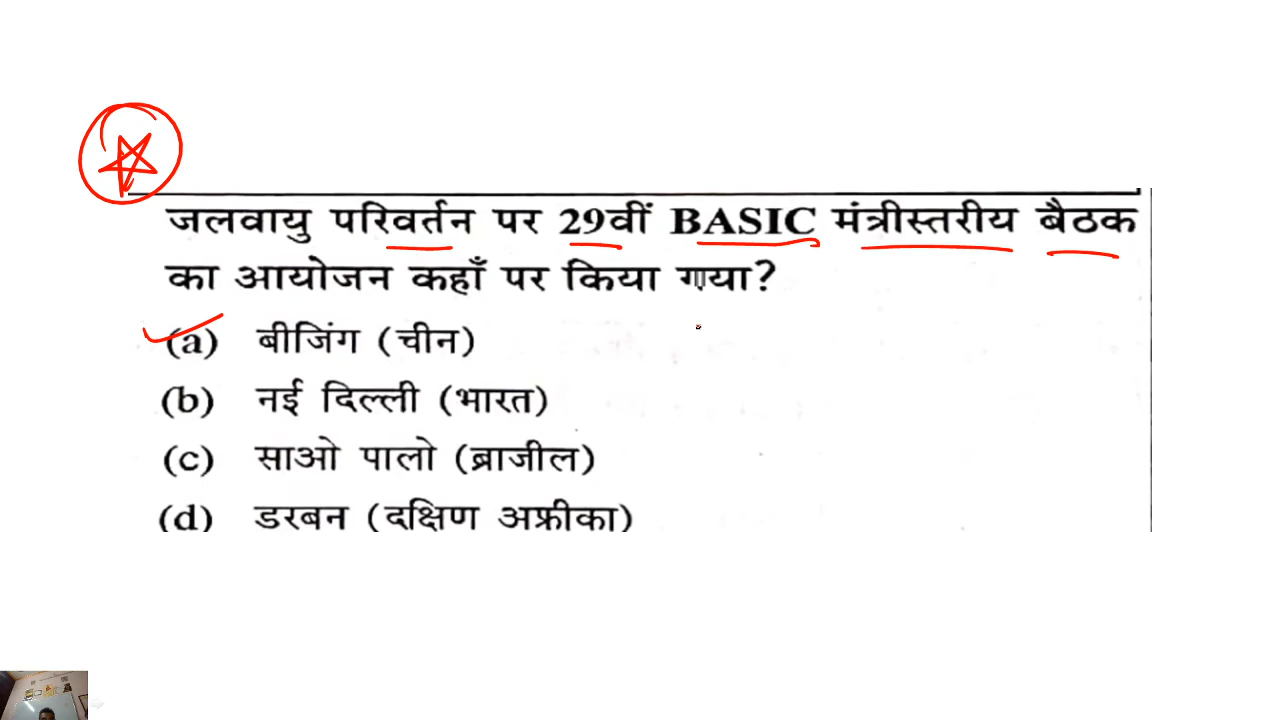 जलवायु परिवर्तन पर 29वीं BASIC मंत्रीस्तरीय बैठक
का आयोजन कहाँ पर किया गया?
(a) बीजिंग (चीन)
(b) नई दिल्ली (भारत)
(c) साओ पालो (ब्राजील)
(d) डरबन (दक्षिण अफ्रीका)